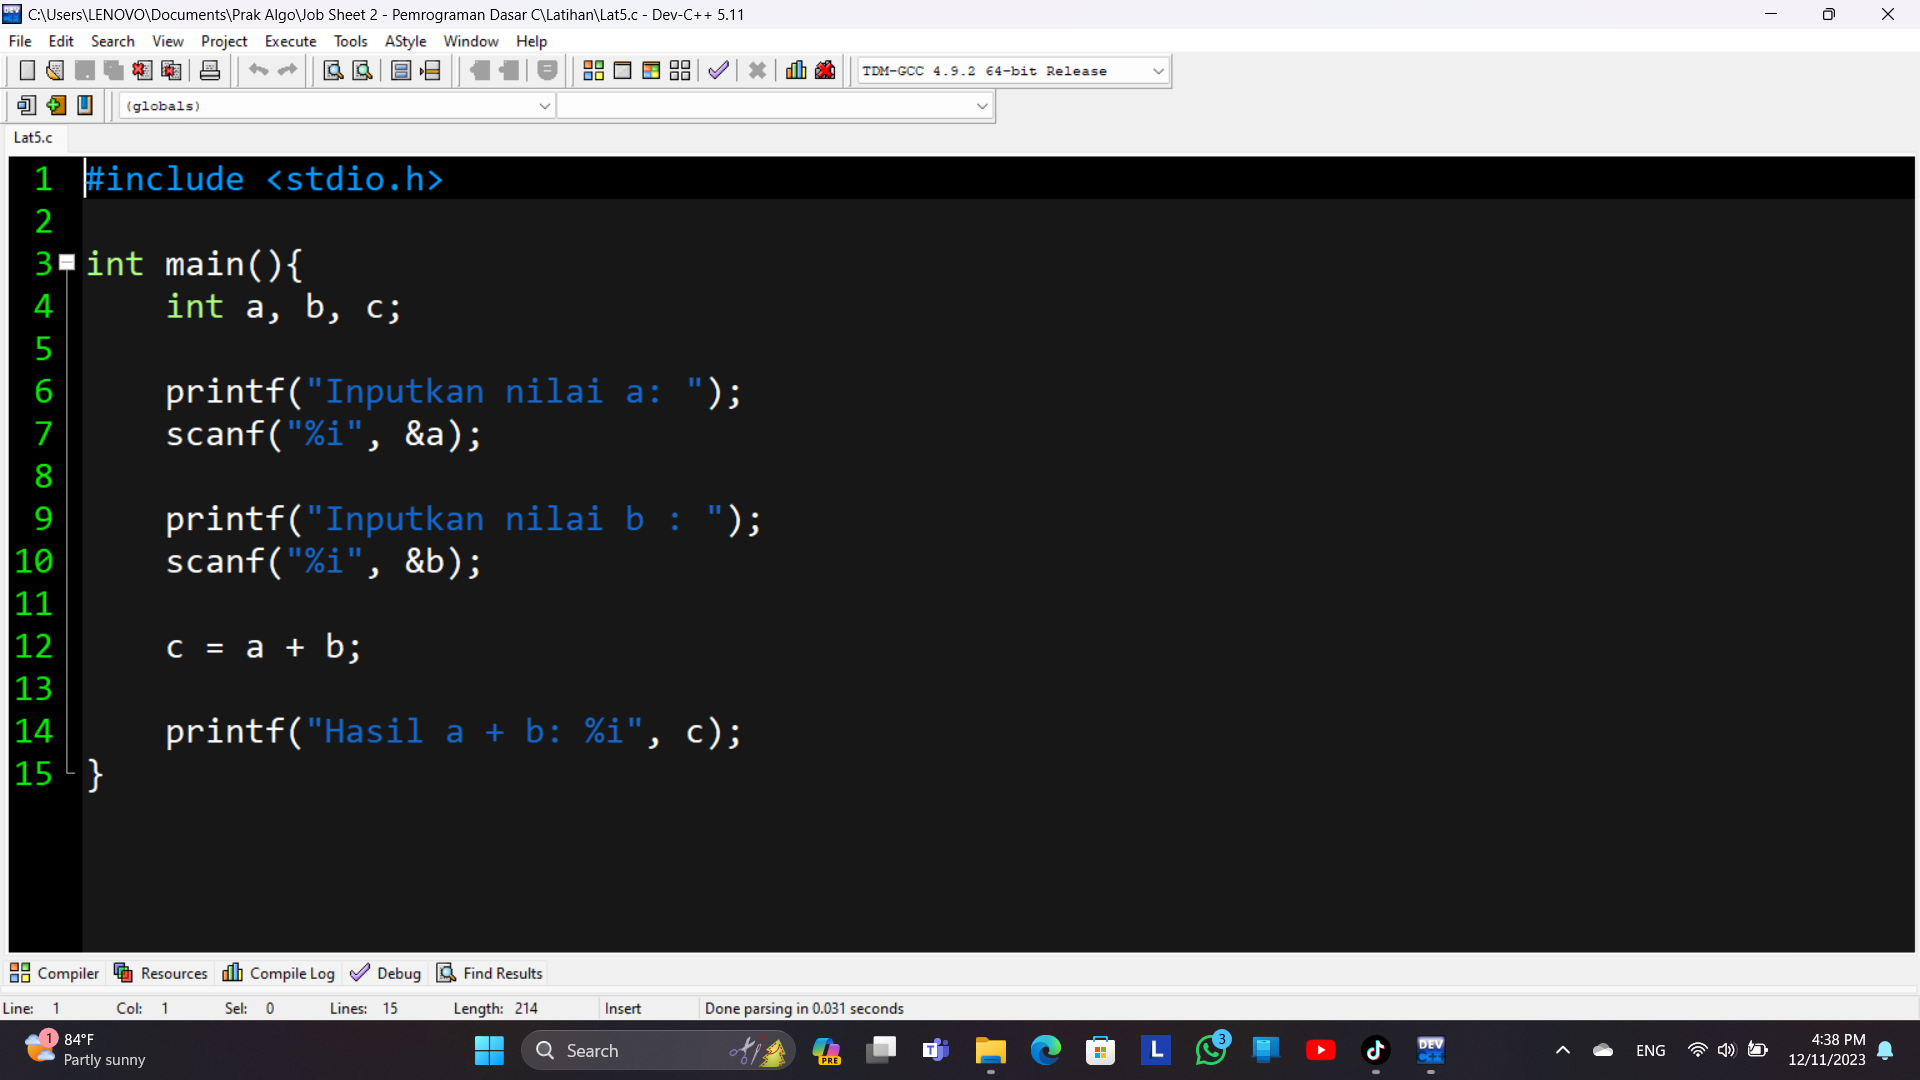 C:\Users\LENOVO\Documents\Prak Algo\Job Sheet 2 - Pemrograman Dasar C\Latihan\Lat5.c - Dev-C++ 5.11
File Edit Search View Project Execute Tools AStyle Window Help
TDM-GCC 4.9.2 64-bit Release
(globals)
Lat5.c
1 #include <stdio.h>
2
3 int main(){
4 int a, b, c;
5
6 printf("Inputkan nilai a: ");
7 scanf("%i", &a);
8
9 printf("Inputkan nilai b : ");
10 scanf("%i", &b);
11
12 c = a + b;
13
14 printf("Hasil a + b: %i", c);
15 }
Compiler Resources Compile Log Debug Find Results
Line: 1 Col: 1 Sel: 0 Lines: 15 Length: 214 Insert Done parsing in 0.031 seconds
1 84°F
Partly sunny
Search
PRE
T
L
3
DEV
C++
ENG
4:38 PM
12/11/2023